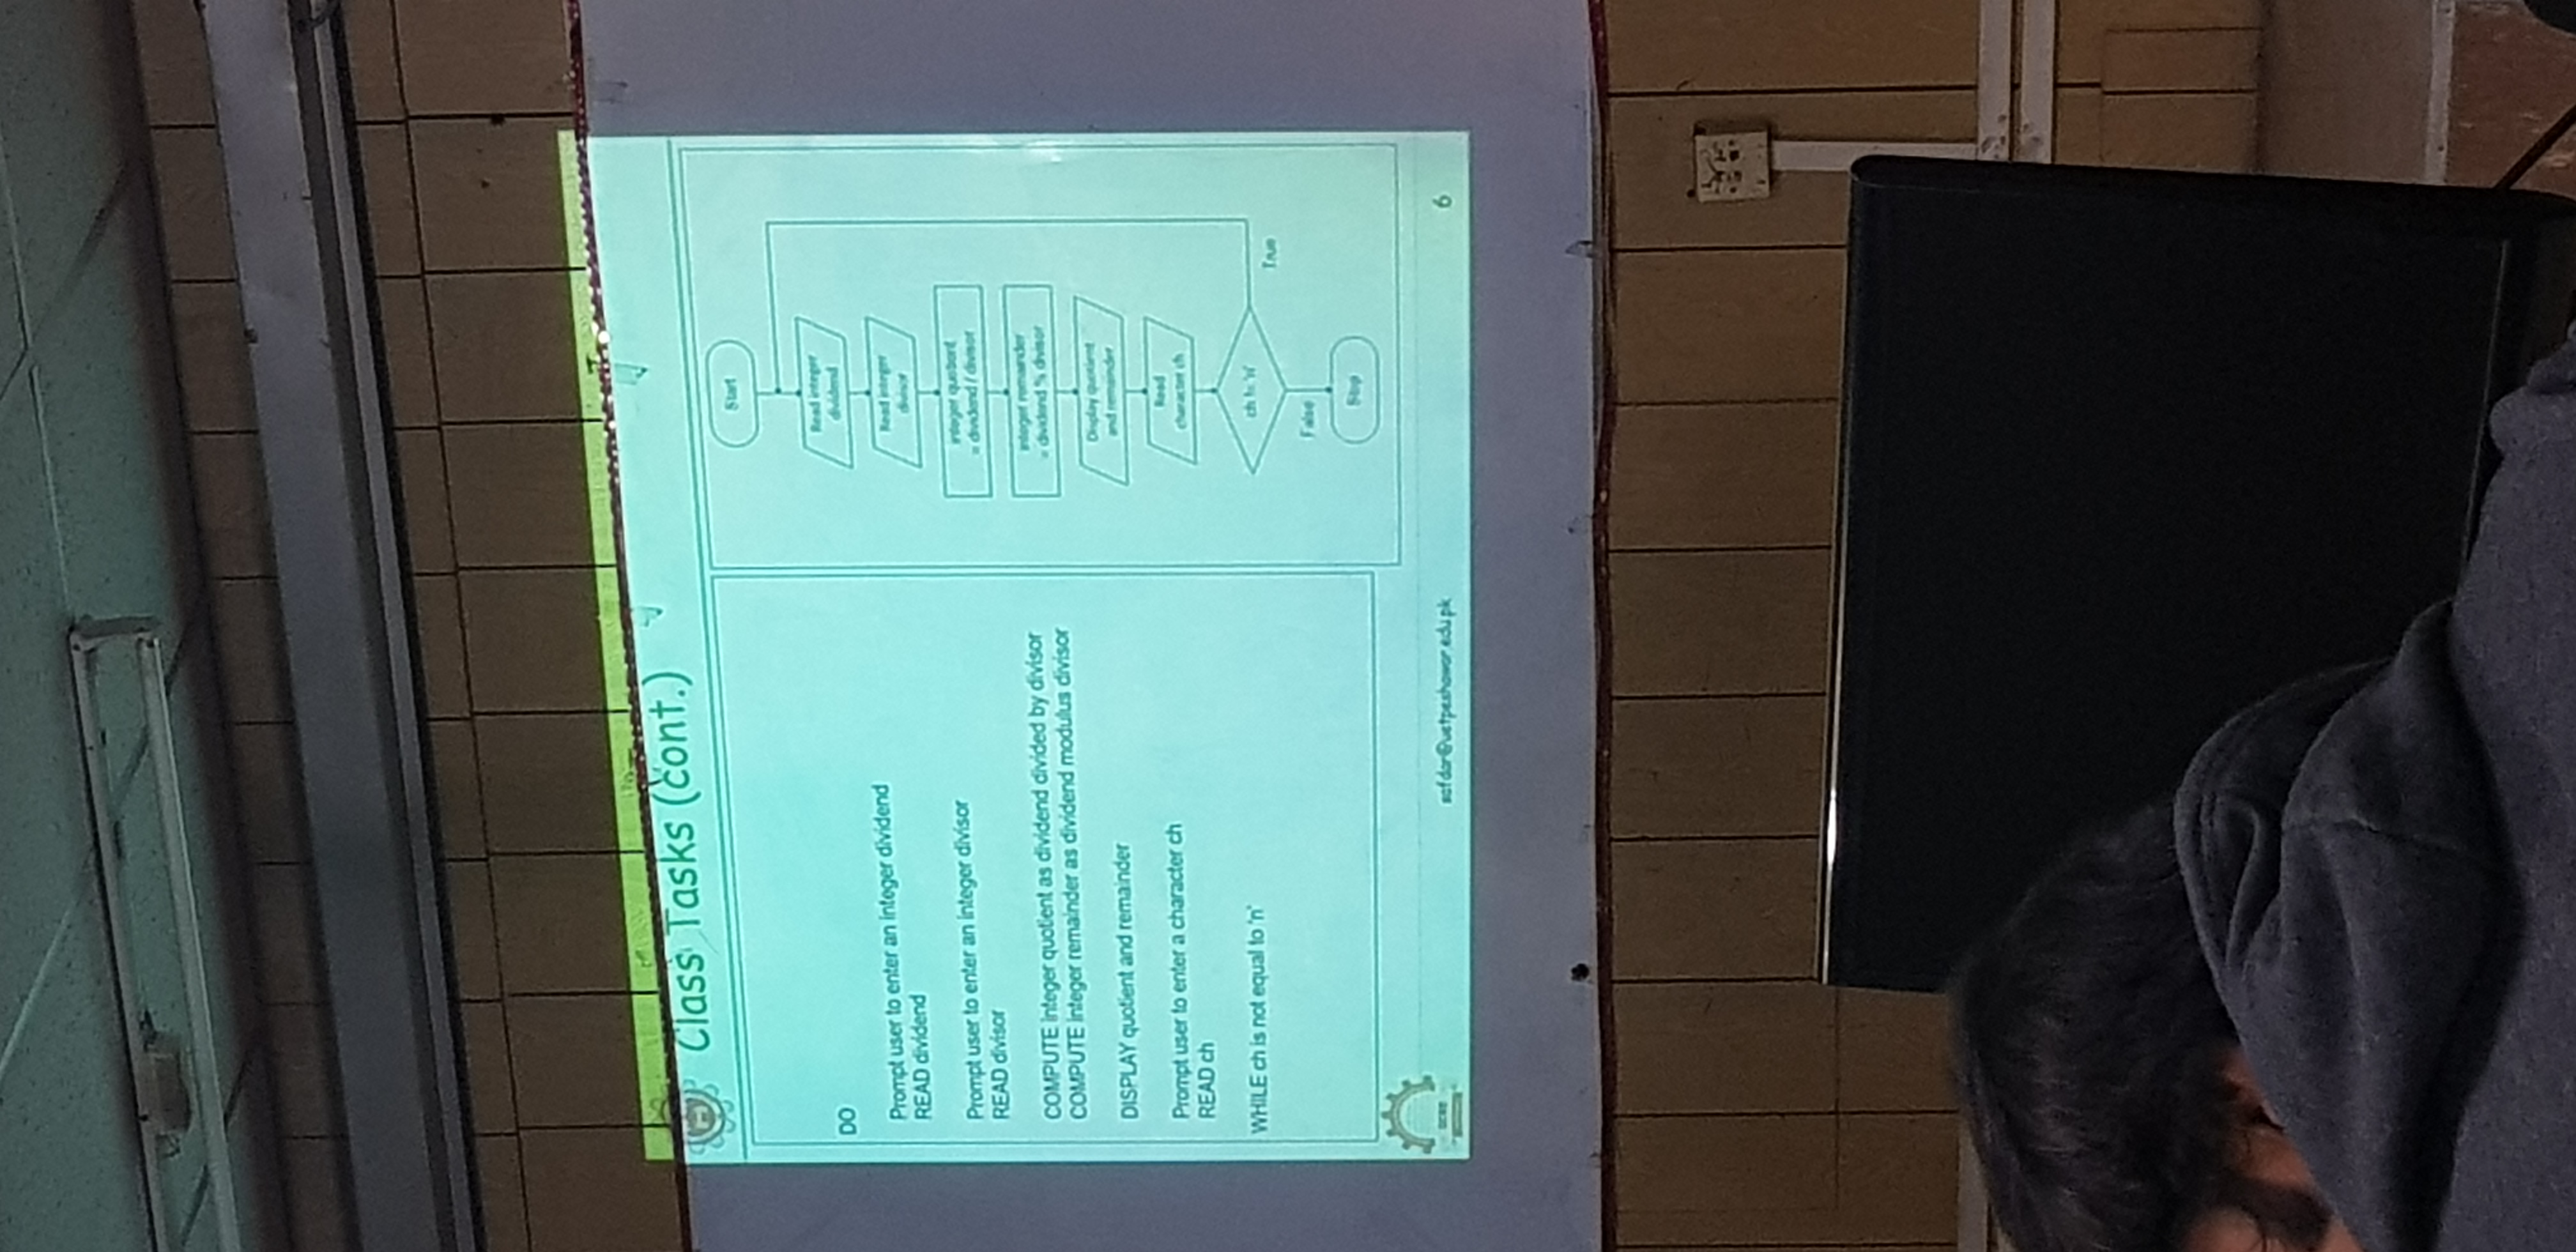 Class Tasks (cont.)
DO
Prompt user to enter an integer dividend
READ dividend
Prompt user to enter an integer divisor
READ divisor
COMPUTE integer quotient as dividend divided by divisor
COMPUTE integer remainder as dividend modulus divisor
DISPLAY quotient and remainder
Prompt user to enter a character ch
READ ch
WHILE ch is not equal to 'n'
Start
Read integer
dividend
Read integer
divisor
integer quotient
= dividend / divisor
integer remainder
= dividend % divisor
Display quotient
and remainder
Read
character ch
ch != 'n'
True
False
Stop
safdar@uetpeshawar.edu.pk
6